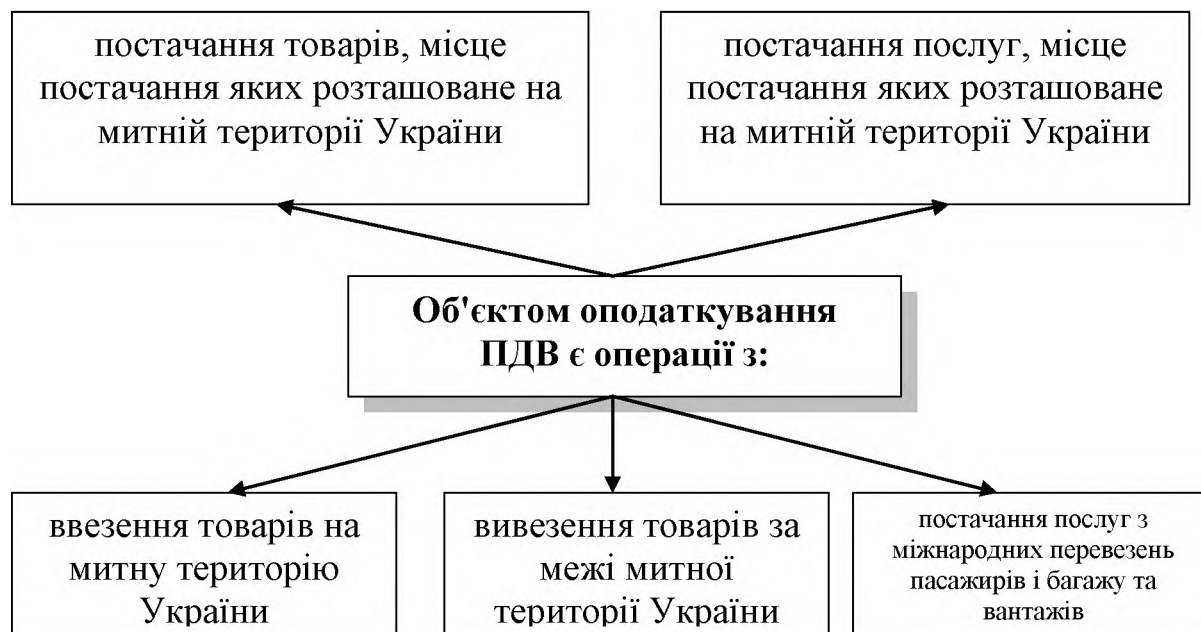 постачання товарів, місце
постачання яких розташоване на
митній території України
постачання послуг, місце
постачання яких розташоване
на митній території України
Об'єктом оподаткування
ПДВ є операції з:
ввезення товарів на
митну територію
України
вивезення товарів за
межі митної
території України
постачання послуг з
міжнародних перевезень
пасажирів і багажу та
вантажів